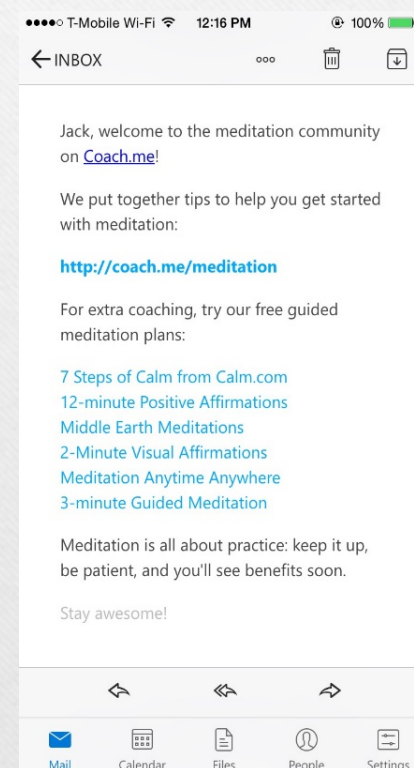 T-Mobile Wi-Fi 12:16 PM 100%
INBOX
Jack, welcome to the meditation community
on Coach.me!
We put together tips to help you get started
with meditation:
http://coach.me/meditation
For extra coaching, try our free guided
meditation plans:
7 Steps of Calm from Calm.com
12-minute Positive Affirmations
Middle Earth Meditations
2-Minute Visual Affirmations
Meditation Anytime Anywhere
3-minute Guided Meditation
Meditation is all about practice: keep it up,
be patient, and you'll see benefits soon.
Stay awesome!
Mail Calendar Files People Settings